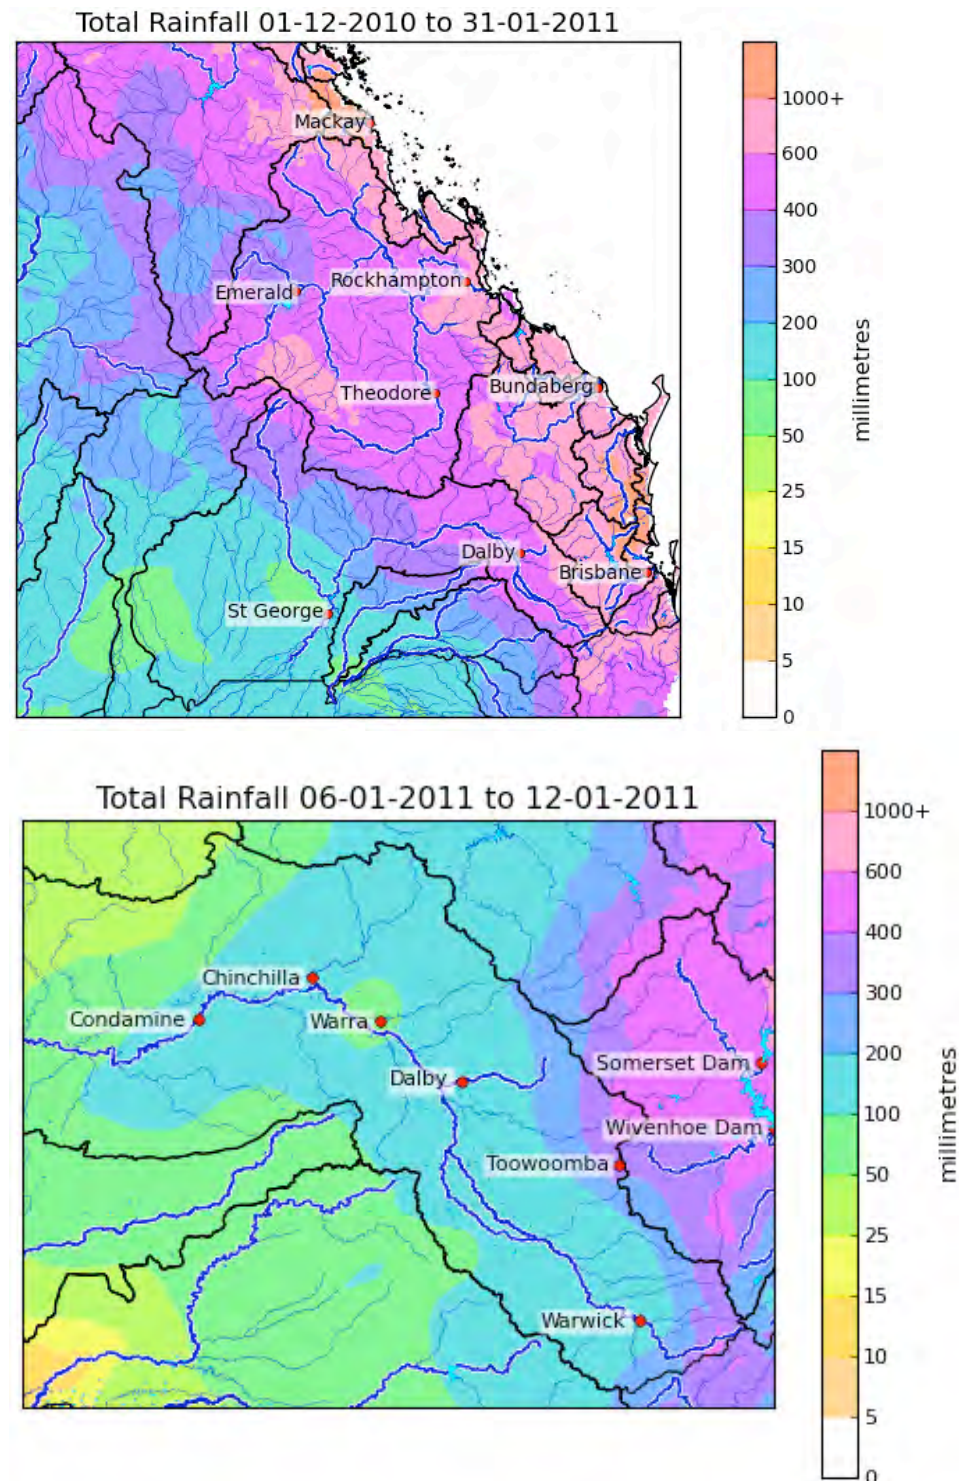 Total Rainfall 01-12-2010 to 31-01-2011
1000+
Mackay
600
400
300
Rockhampton
Emerald
200
millimetres
100
Bundaberg
Theodore
50
25
15
Dalby
Brisbane
10
St George
5
0
Total Rainfall 06-01-2011 to 12-01-2011
1000+
600
400
Chinchilla
300
Condamine
Warra
200
Somerset Dam
Dalby
millimetres
100
Wivenhoe Dam
Toowoomba
50
25
15
Warwick
10
5
0